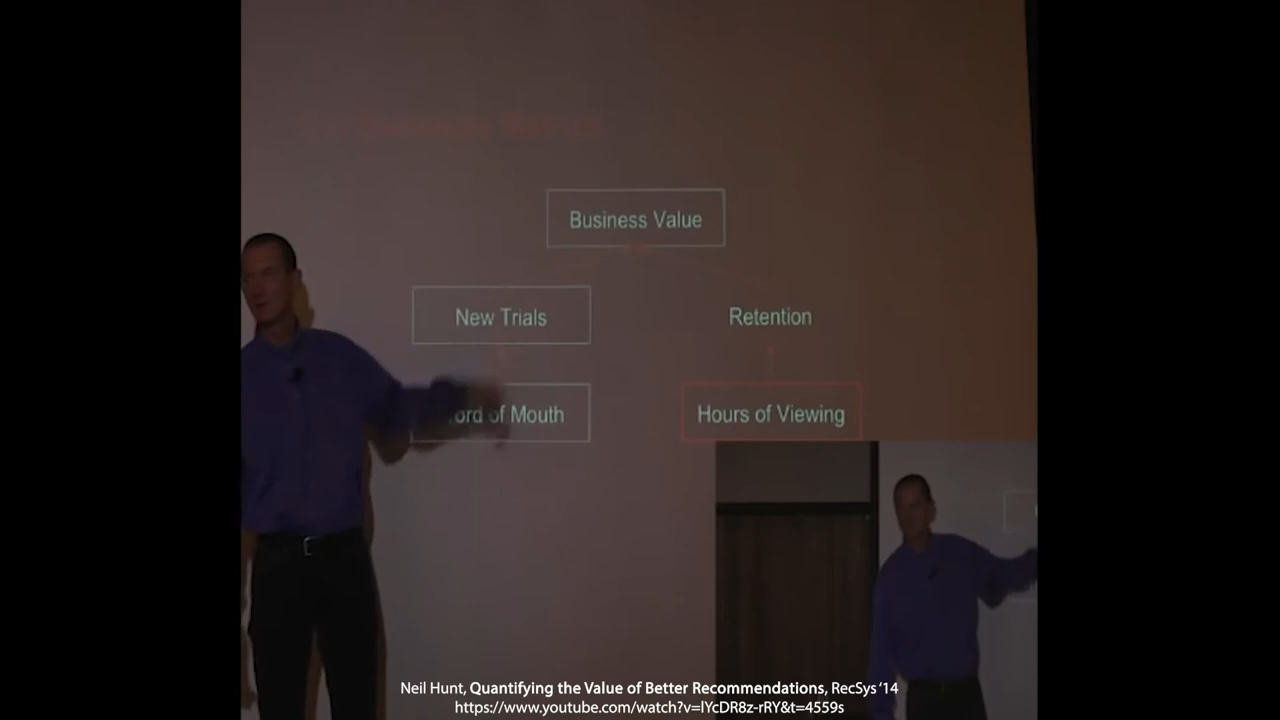 Business Value
New Trials
Retention
of Mouth
Hours of Viewing
Neil Hunt, Quantifying the Value of Better Recommendations, RecSys ‘14
https://www.youtube.com/watch?v=lYcDR8z-rRY&t=4559s